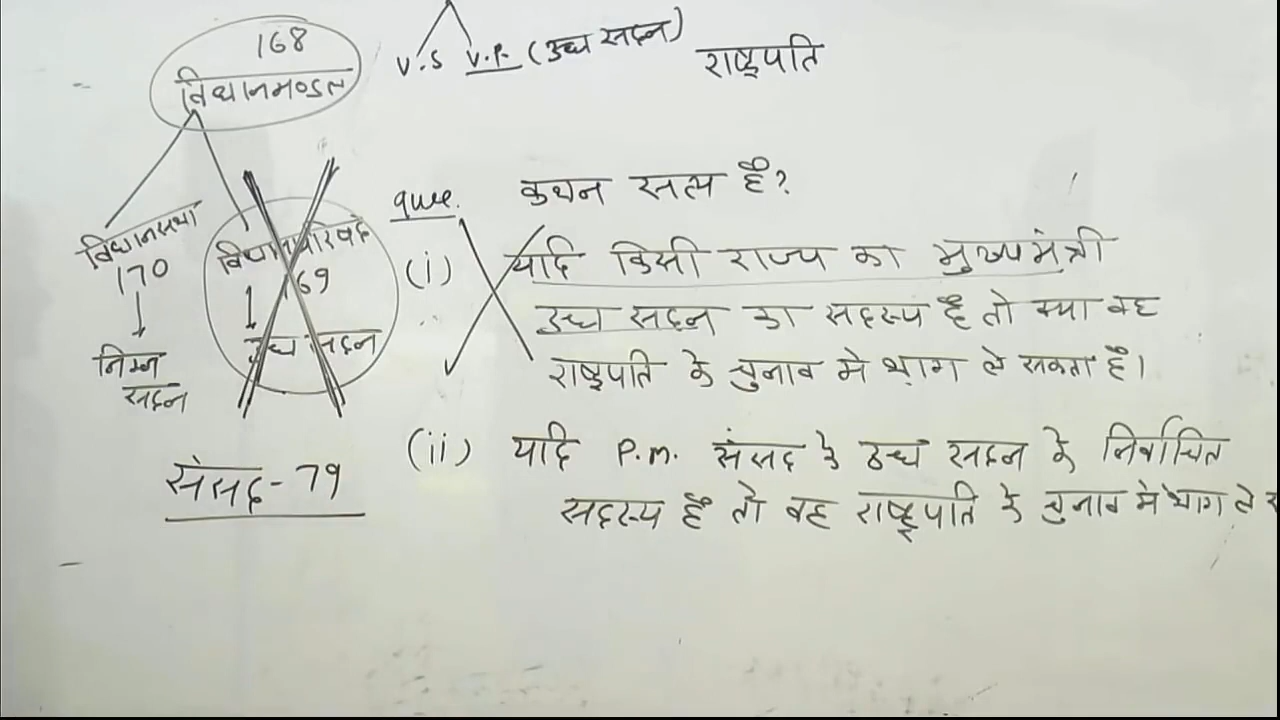 168
विधानमण्डल
V.S V.P. (उच्च सदन)
राष्ट्रपति
विधानसभा
170
निम्न
सदन
विधानपरिषद
169
उच्च सदन
संसद - 79
que. कथन सत्य है?
(i) यदि किसी राज्य का मुख्यमंत्री
उच्च सदन का सदस्य है तो क्या वह
राष्ट्रपति के चुनाव मे भाग ले सकता है।
(ii) यदि P.m. संसद के उच्च सदन के निर्वाचित
सदस्य है तो वह राष्ट्रपति के चुनाव मे भाग ले